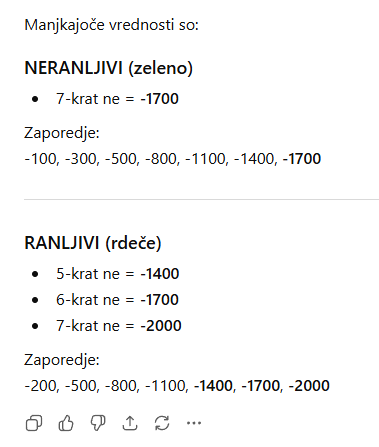 Manjkajoče vrednosti so:
NERANLJIVI (zeleno)
• 7-krat ne = -1700
Zaporedje:
-100, -300, -500, -800, -1100, -1400, -1700
RANLJIVI (rdeče)
• 5-krat ne = -1400
• 6-krat ne = -1700
• 7-krat ne = -2000
Zaporedje:
-200, -500, -800, -1100, -1400, -1700, -2000